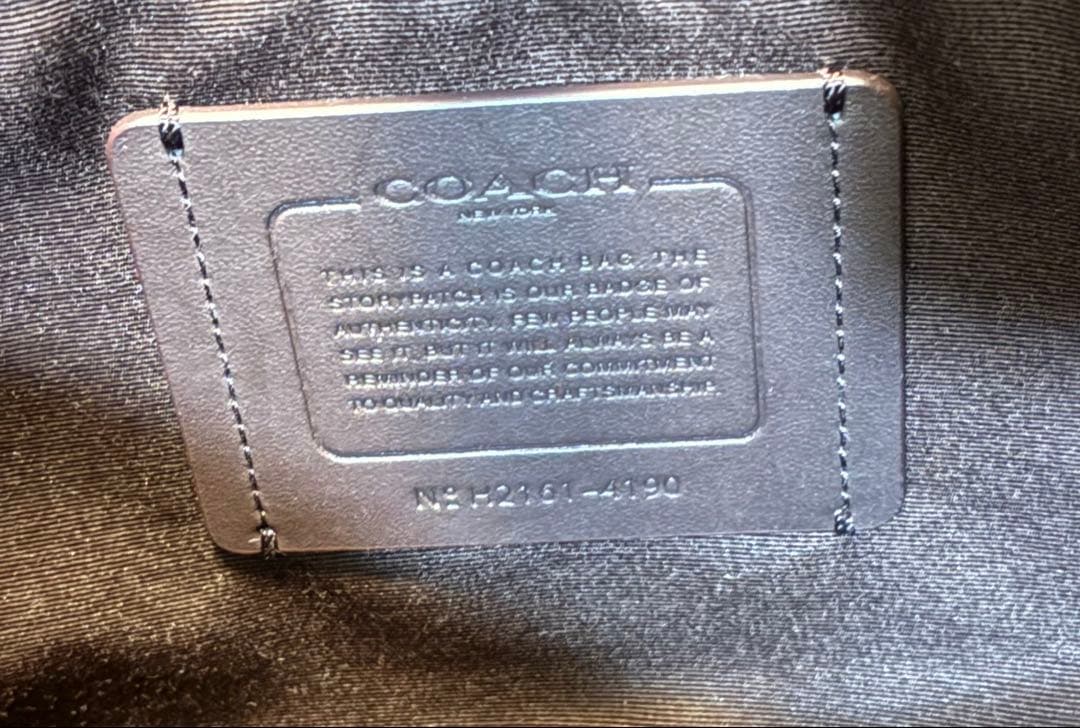 COACH
NEW YORK
THIS IS A COACH BAG. THE
STORYPATCH IS OUR BADGE OF
AUTHENTICITY. FEW PEOPLE MAY
SEE IT, BUT IT WILL ALWAYS BE A
REMINDER OF OUR COMMITMENT
TO QUALITY AND CRAFTSMANSHIP.
Nº H2161-4190